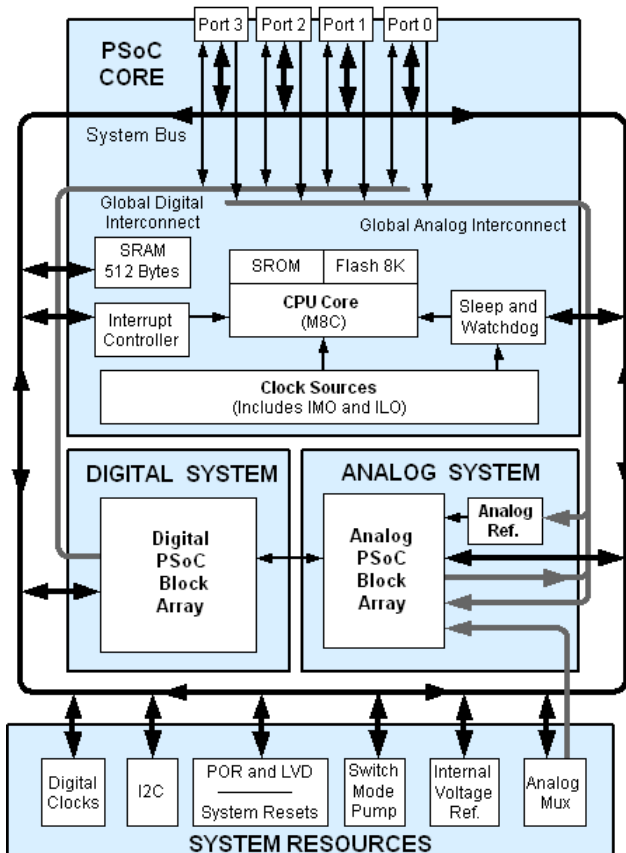 Port 3 Port 2 Port 1 Port 0
PSoC
CORE
System Bus
Global Digital
Interconnect
Global Analog Interconnect
SRAM
512 Bytes
SROM Flash 8K
CPU Core
(M8C)
Interrupt
Controller
Sleep and
Watchdog
Clock Sources
(Includes IMO and ILO)
DIGITAL SYSTEM
ANALOG SYSTEM
Digital
PSoC
Block
Array
Analog
PSoC
Block
Array
Analog
Ref.
Digital
Clocks
I2C
POR and LVD
System Resets
Switch
Mode
Pump
Internal
Voltage
Ref.
Analog
Mux
SYSTEM RESOURCES